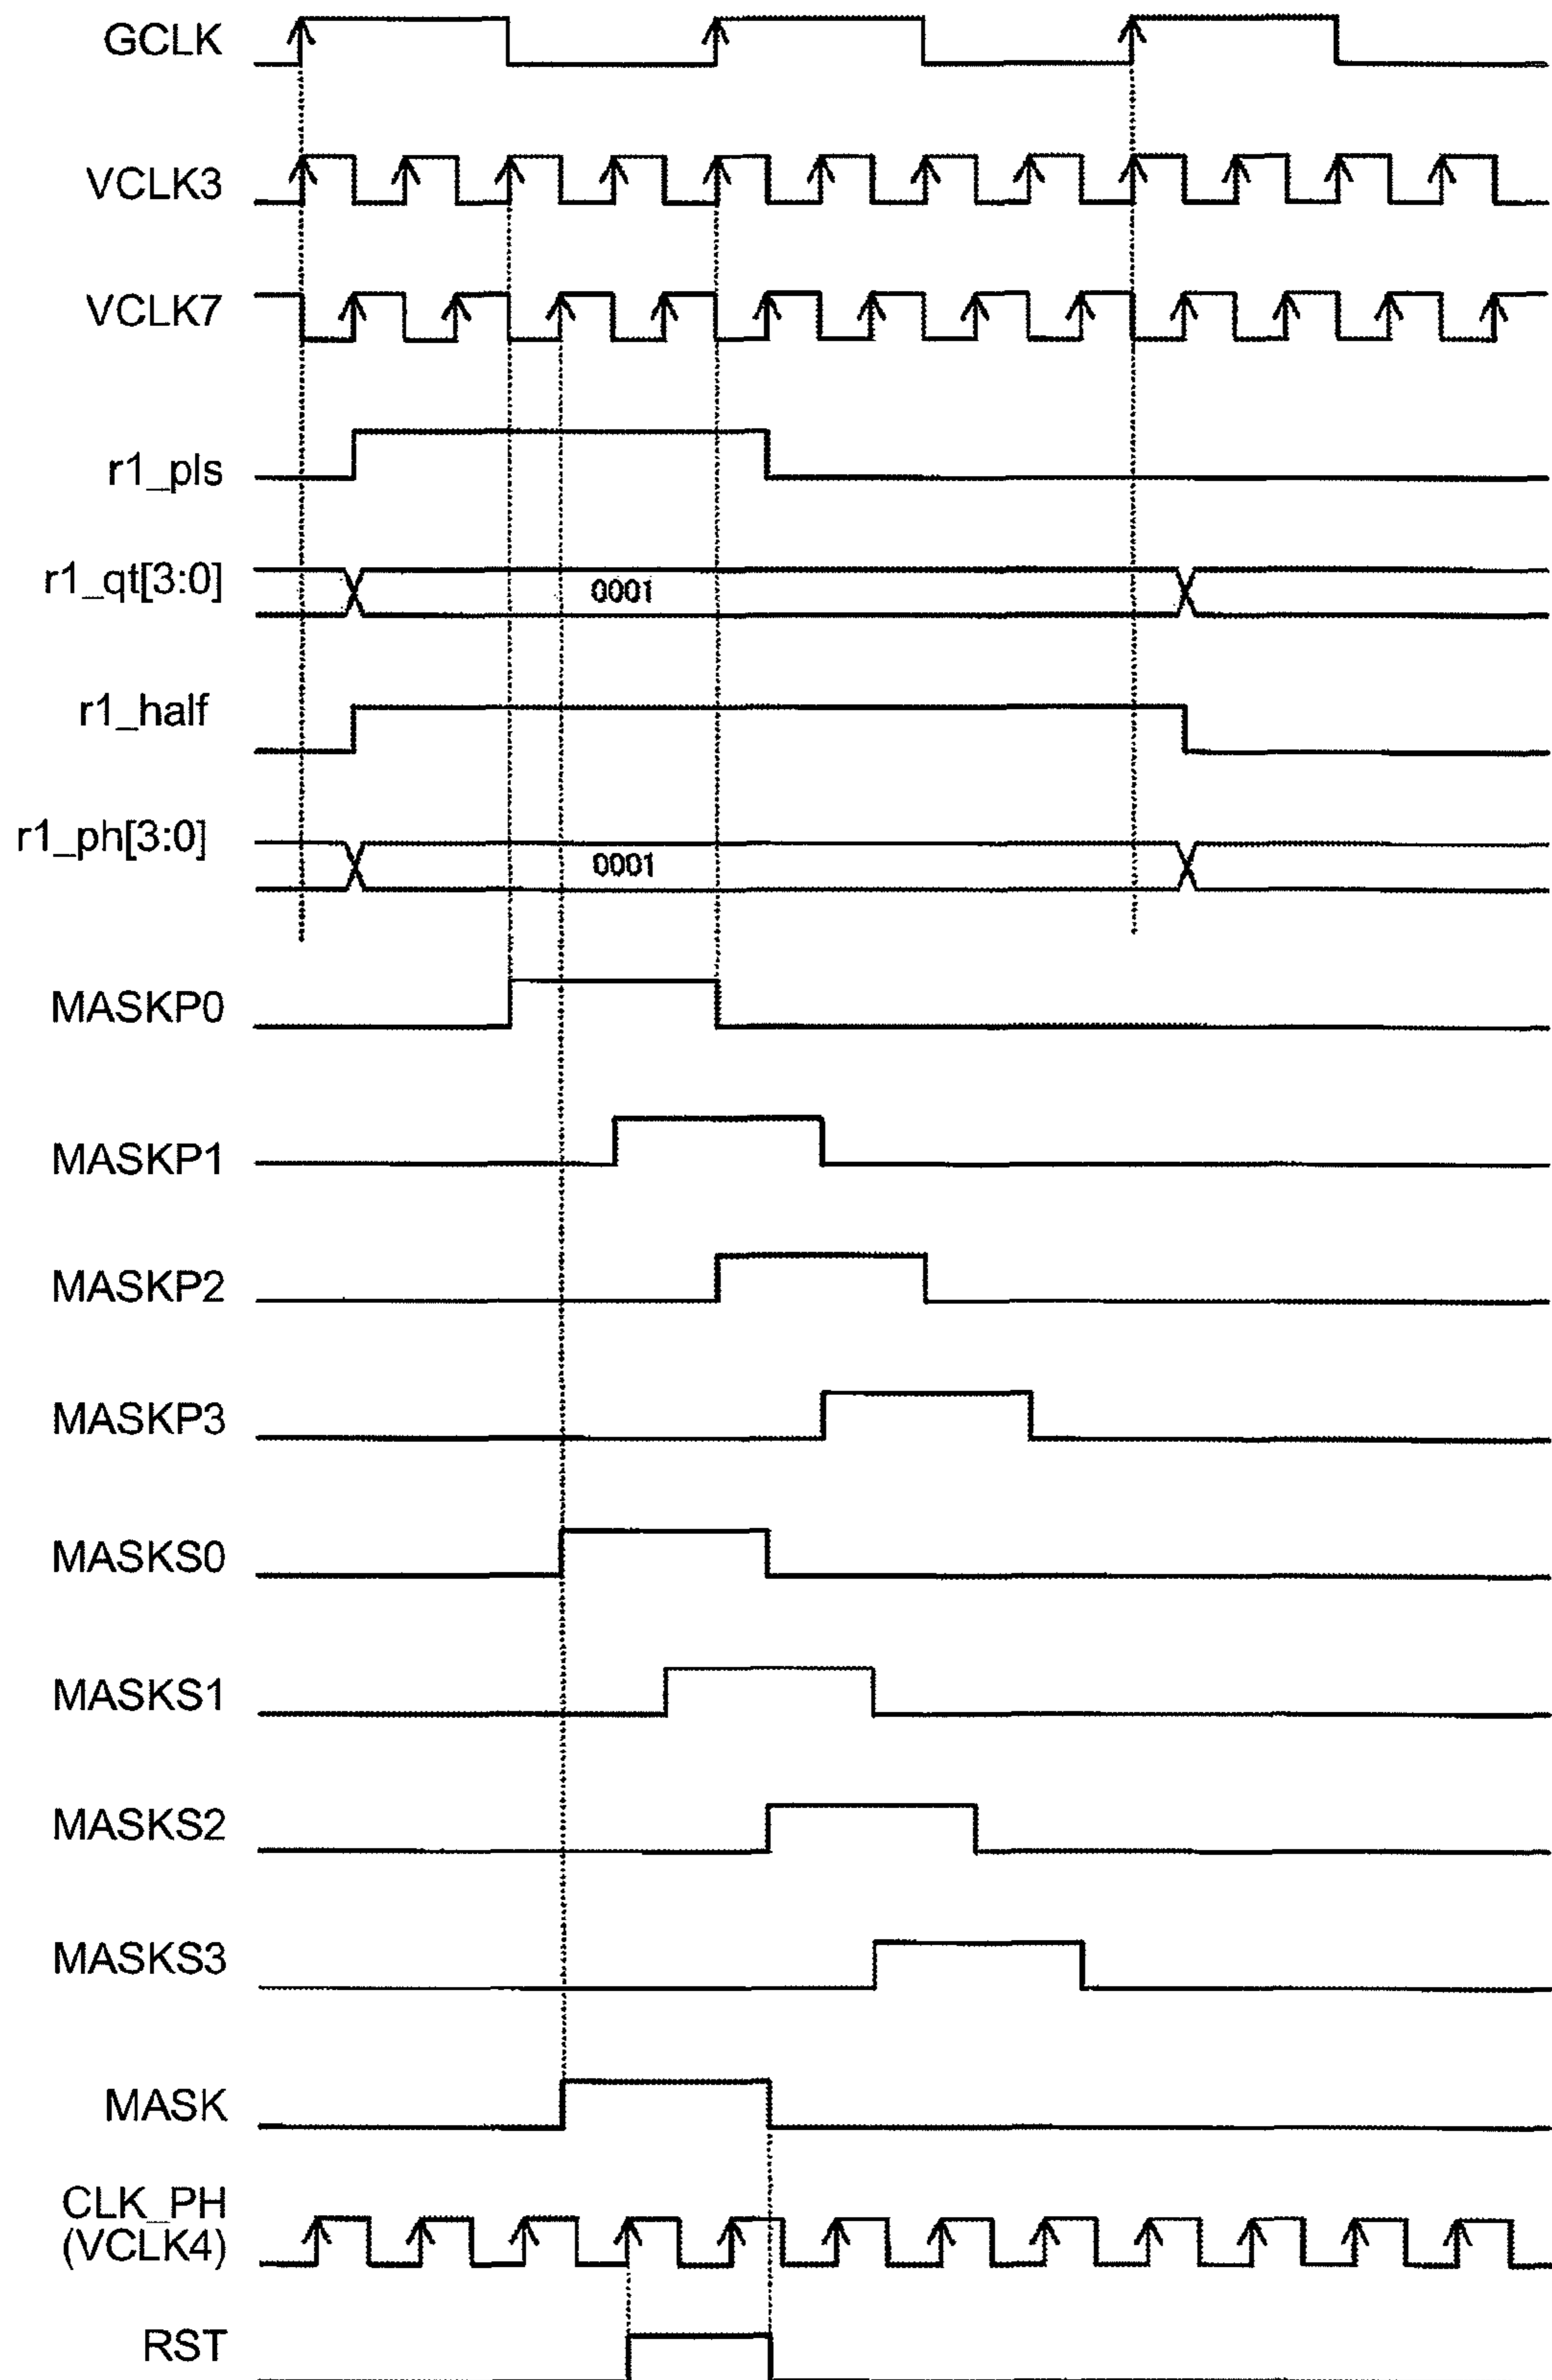 GCLK
VCLK3
VCLK7
r1_pls
r1_qt[3:0]
0001
r1_half
r1_ph[3:0]
0001
MASKP0
MASKP1
MASKP2
MASKP3
MASKS0
MASKS1
MASKS2
MASKS3
MASK
CLK_PH
(VCLK4)
RST